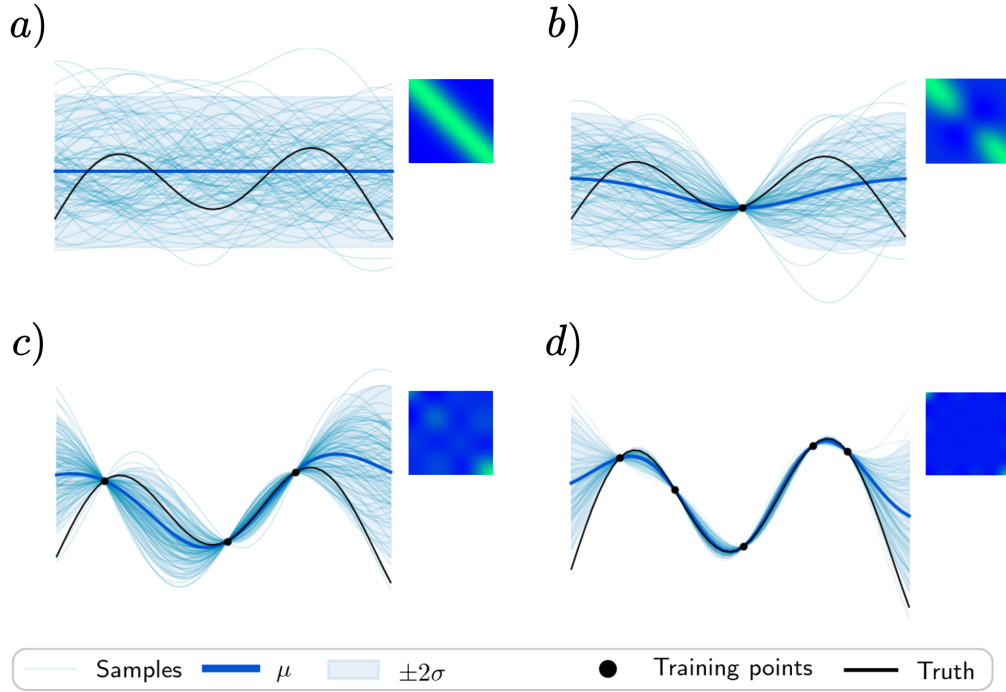 a)
b)
c)
d)
Samples μ ±2σ Training points Truth